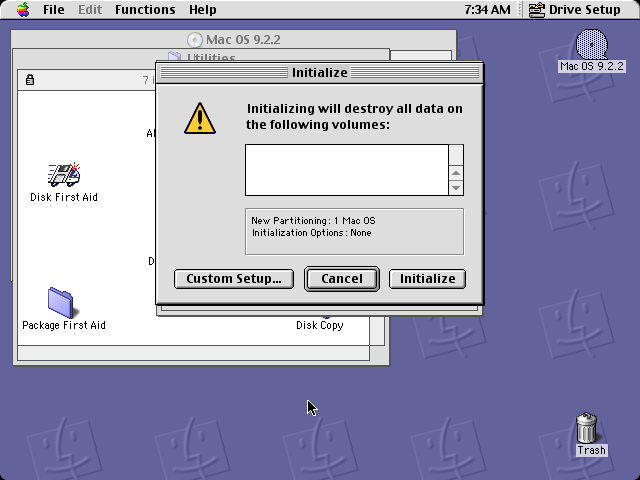 File Edit Functions Help 7:34 AM Drive Setup
Mac OS 9.2.2
Utilities
Mac OS 9.2.2
Initialize
7 i
Initializing will destroy all data on
the following volumes:
Al
Disk First Aid
New Partitioning: 1 Mac OS
Initialization Options: None
D
Custom Setup... Cancel Initialize
Package First Aid
Disk Copy
Trash